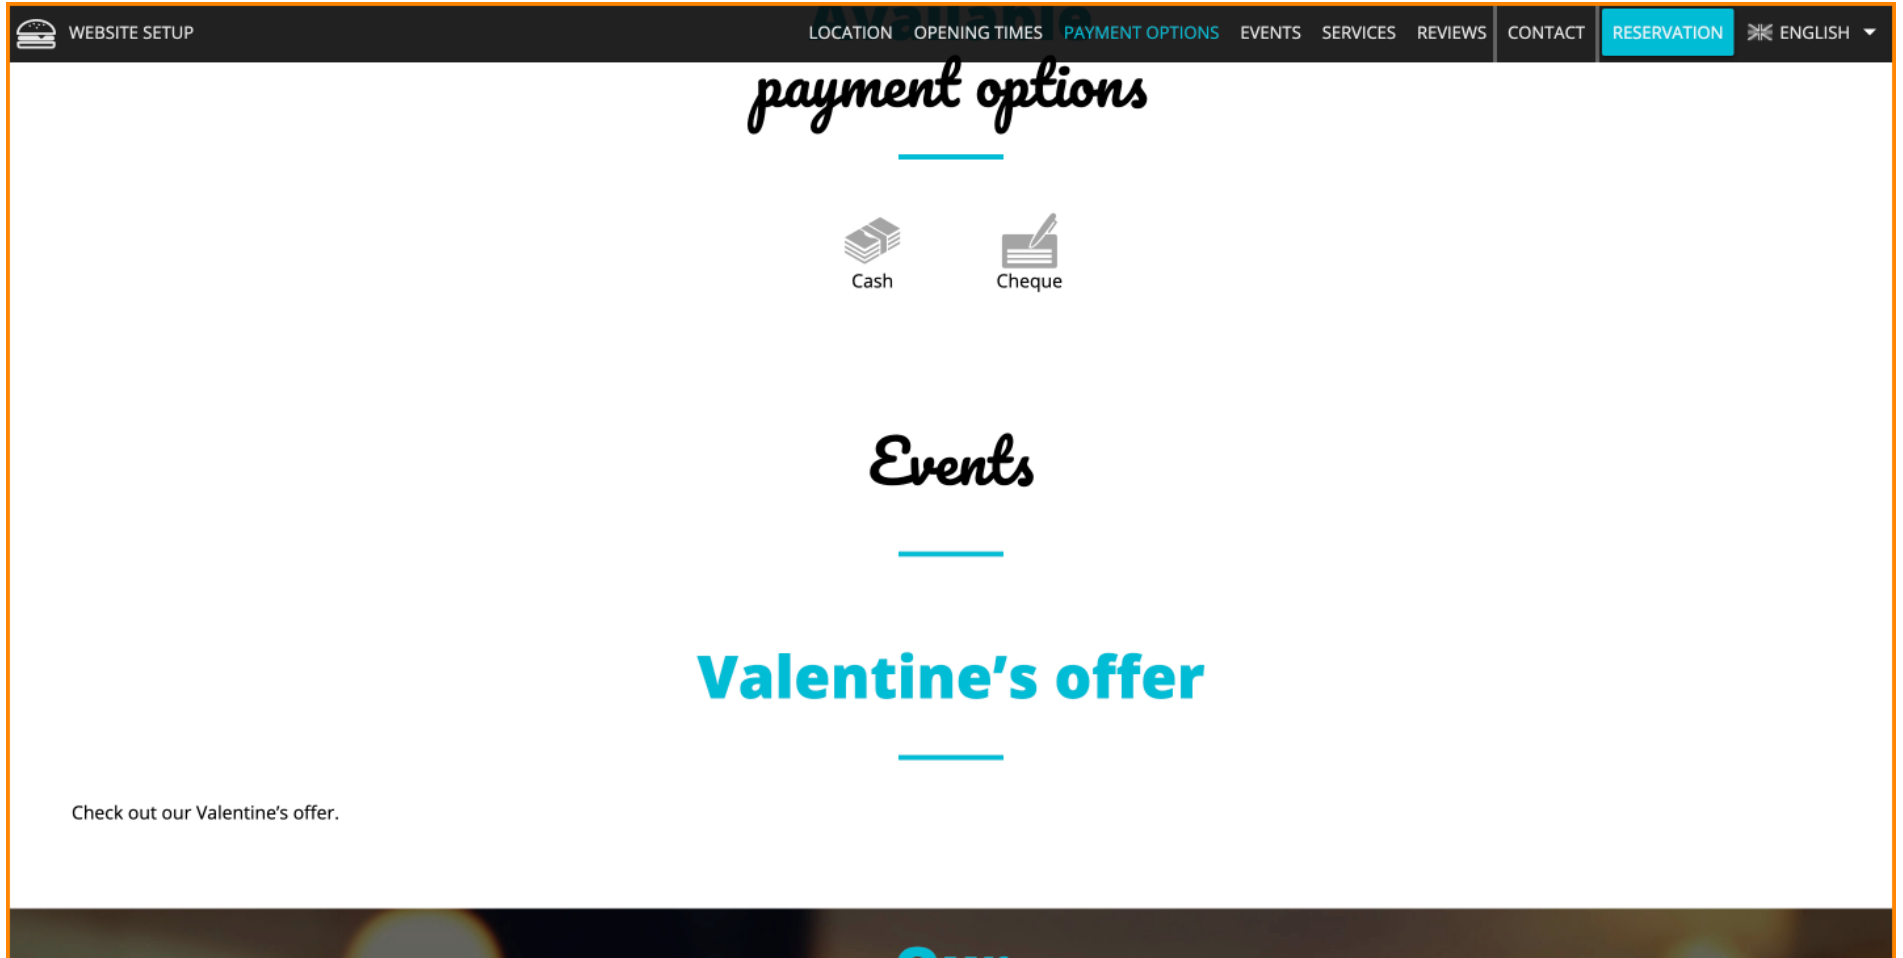 WEBSITE SETUP
LOCATION OPENING TIMES PAYMENT OPTIONS EVENTS SERVICES REVIEWS CONTACT RESERVATION ENGLISH
Available
payment options
Cash Cheque
Events
Valentine’s offer
Check out our Valentine’s offer.